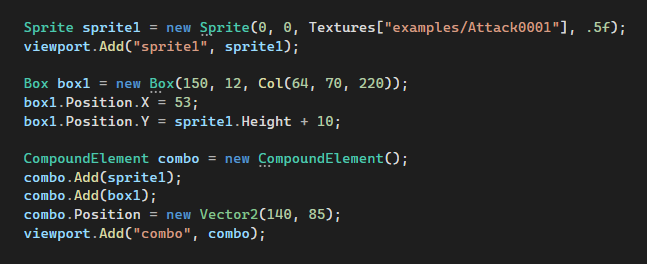 Sprite sprite1 = new Sprite(0, 0, Textures["examples/Attack0001"], .5f);
viewport.Add("sprite1", sprite1);
Box box1 = new Box(150, 12, Col(64, 70, 220));
box1.Position.X = 53;
box1.Position.Y = sprite1.Height + 10;
CompoundElement combo = new CompoundElement();
combo.Add(sprite1);
combo.Add(box1);
combo.Position = new Vector2(140, 85);
viewport.Add("combo", combo);